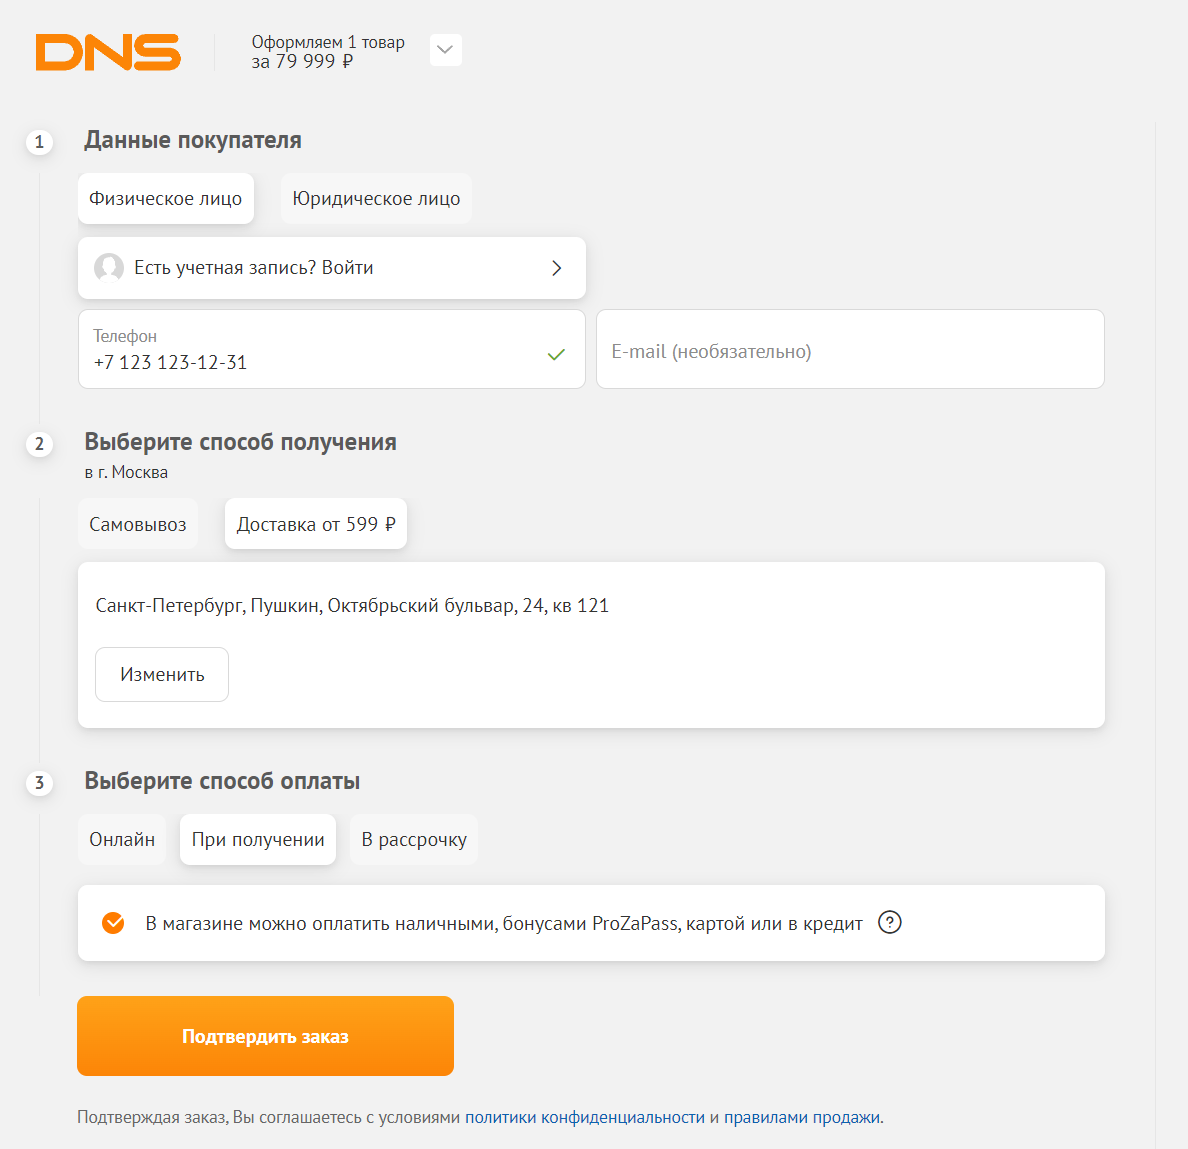 DNS
Оформляем 1 товар
за 79 999 ₽
1
Данные покупателя
Физическое лицо
Юридическое лицо
Есть учетная запись? Войти
Телефон
+7 123 123-12-31
E-mail (необязательно)
2
Выберите способ получения
в г. Москва
Самовывоз
Доставка от 599 ₽
Санкт-Петербург, Пушкин, Октябрьский бульвар, 24, кв 121
Изменить
3
Выберите способ оплаты
Онлайн
При получении
В рассрочку
В магазине можно оплатить наличными, бонусами ProZaPass, картой или в кредит ?
Подтвердить заказ
Подтверждая заказ, Вы соглашаетесь с условиями политики конфиденциальности и правилами продажи.